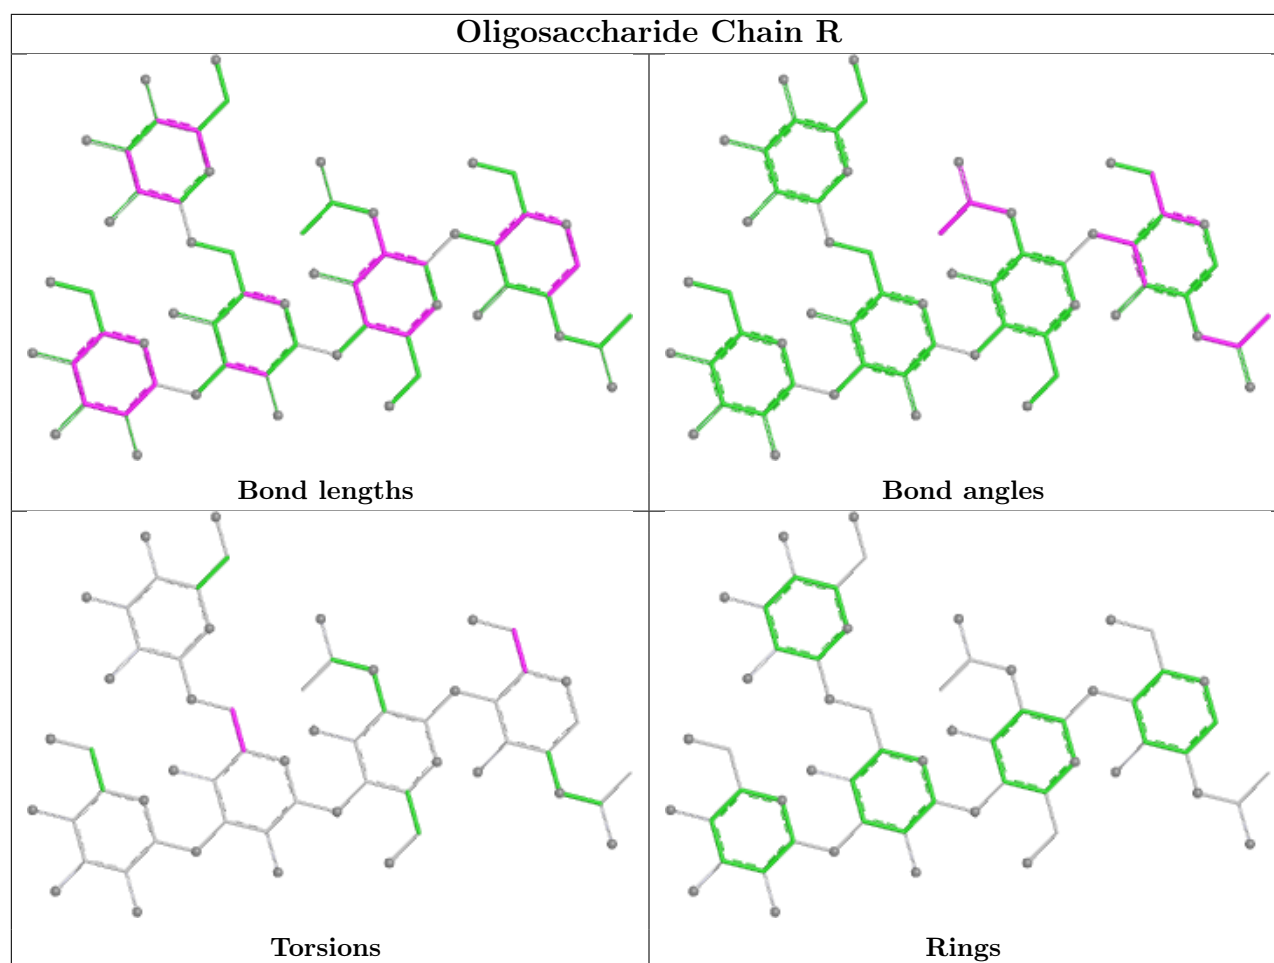 Oligosaccharide Chain R
Bond lengths
Bond angles
Torsions
Rings